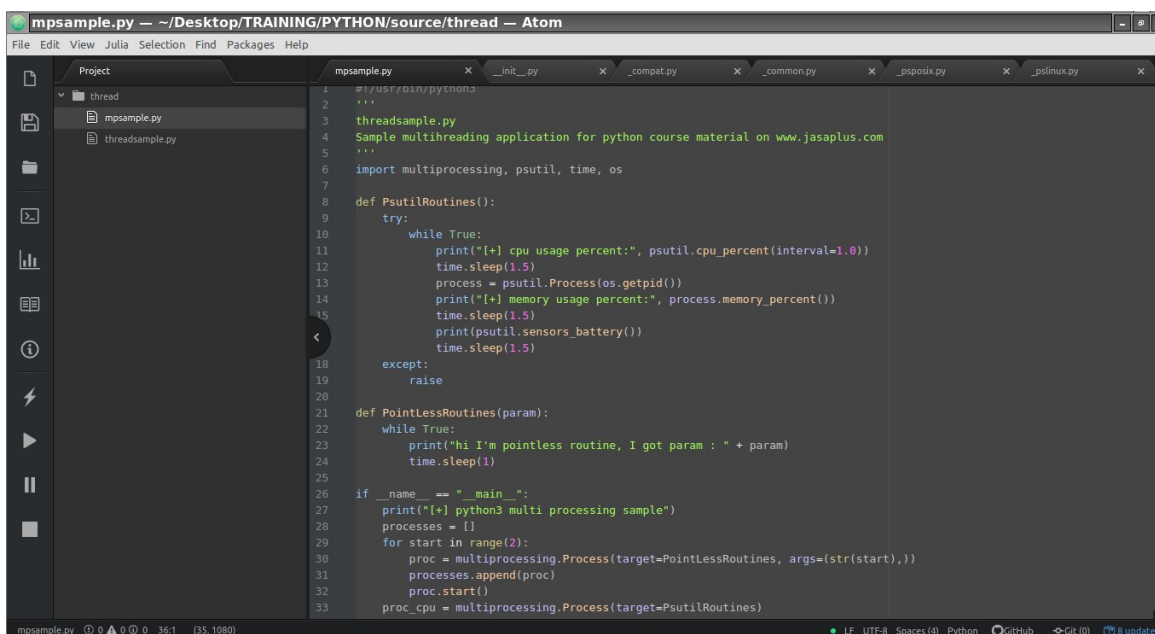 mpsample.py — ~/Desktop/TRAINING/PYTHON/source/thread — Atom
File Edit View Julia Selection Find Packages Help
Project
thread
mpsample.py
threadsample.py
mpsample.py × __init__.py × _compat.py × _common.py × _psposix.py × _pslinux.py ×
1 #!/usr/bin/python3
2 '''
3 threadsample.py
4 Sample multihreading application for python course material on www.jasaplus.com
5 '''
6 import multiprocessing, psutil, time, os
7
8 def PsutilRoutines():
9     try:
10         while True:
11             print("[+] cpu usage percent:", psutil.cpu_percent(interval=1.0))
12             time.sleep(1.5)
13             process = psutil.Process(os.getpid())
14             print("[+] memory usage percent:", process.memory_percent())
15             time.sleep(1.5)
            print(psutil.sensors_battery())
            time.sleep(1.5)
18     except:
19         raise
20
21 def PointLessRoutines(param):
22     while True:
23         print("hi I'm pointless routine, I got param : " + param)
24         time.sleep(1)
25
26 if __name__ == "__main__":
27     print("[+] python3 multi processing sample")
28     processes = []
29     for start in range(2):
30         proc = multiprocessing.Process(target=PointLessRoutines, args=(str(start),))
31         processes.append(proc)
32         proc.start()
33     proc_cpu = multiprocessing.Process(target=PsutilRoutines)
mpsample.py 0 0 0 36:1 (35, 1080)
LF UTF-8 Spaces (4) Python GitHub Git (0) 8 update